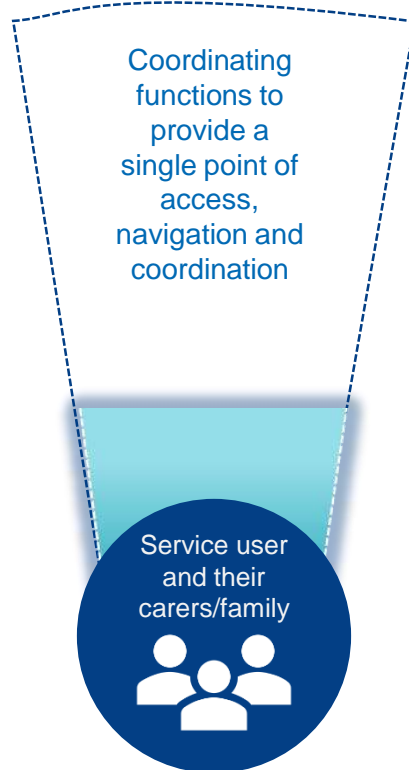 Coordinating
functions to
provide a
single point of
access,
navigation and
coordination
Service user
and their
carers/family